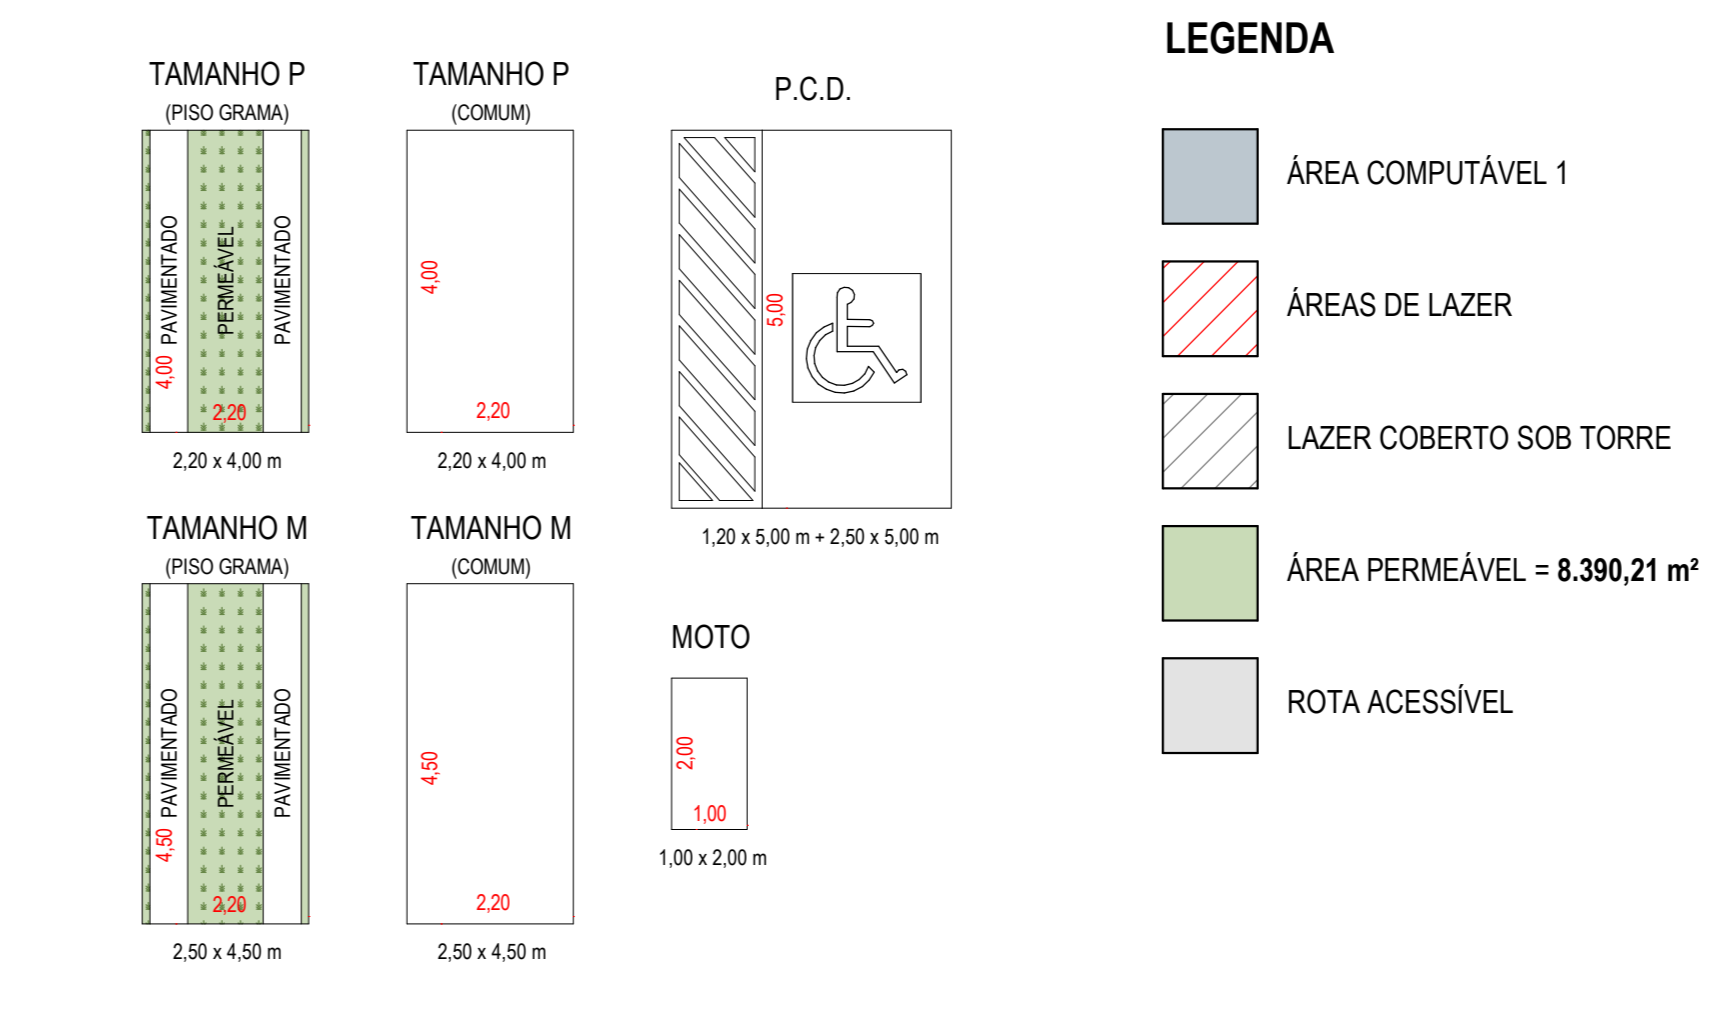 LEGENDA
TAMANHO P
(PISO GRAMA)
PAVIMENTADO
PERMEÁVEL
PAVIMENTADO
4,00
2,20
2,20 x 4,00 m
TAMANHO P
(COMUM)
4,00
2,20
2,20 x 4,00 m
P.C.D.
5,00
1,20 x 5,00 m + 2,50 x 5,00 m
TAMANHO M
(PISO GRAMA)
PAVIMENTADO
PERMEÁVEL
PAVIMENTADO
4,50
2,20
2,50 x 4,50 m
TAMANHO M
(COMUM)
4,50
2,20
2,50 x 4,50 m
MOTO
2,00
1,00
1,00 x 2,00 m
ÁREA COMPUTÁVEL 1
ÁREAS DE LAZER
LAZER COBERTO SOB TORRE
ÁREA PERMEÁVEL = 8.390,21 m²
ROTA ACESSÍVEL